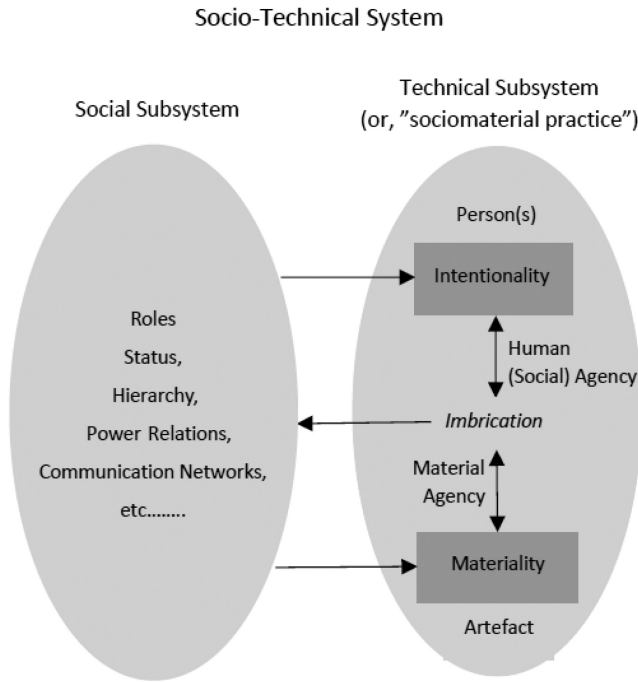 Socio-Technical System
Social Subsystem
Technical Subsystem
(or, ”sociomaterial practice”)
Roles
Status,
Hierarchy,
Power Relations,
Communication Networks,
etc........
Person(s)
Intentionality
Human
(Social) Agency
Imbrication
Material
Agency
Materiality
Artefact